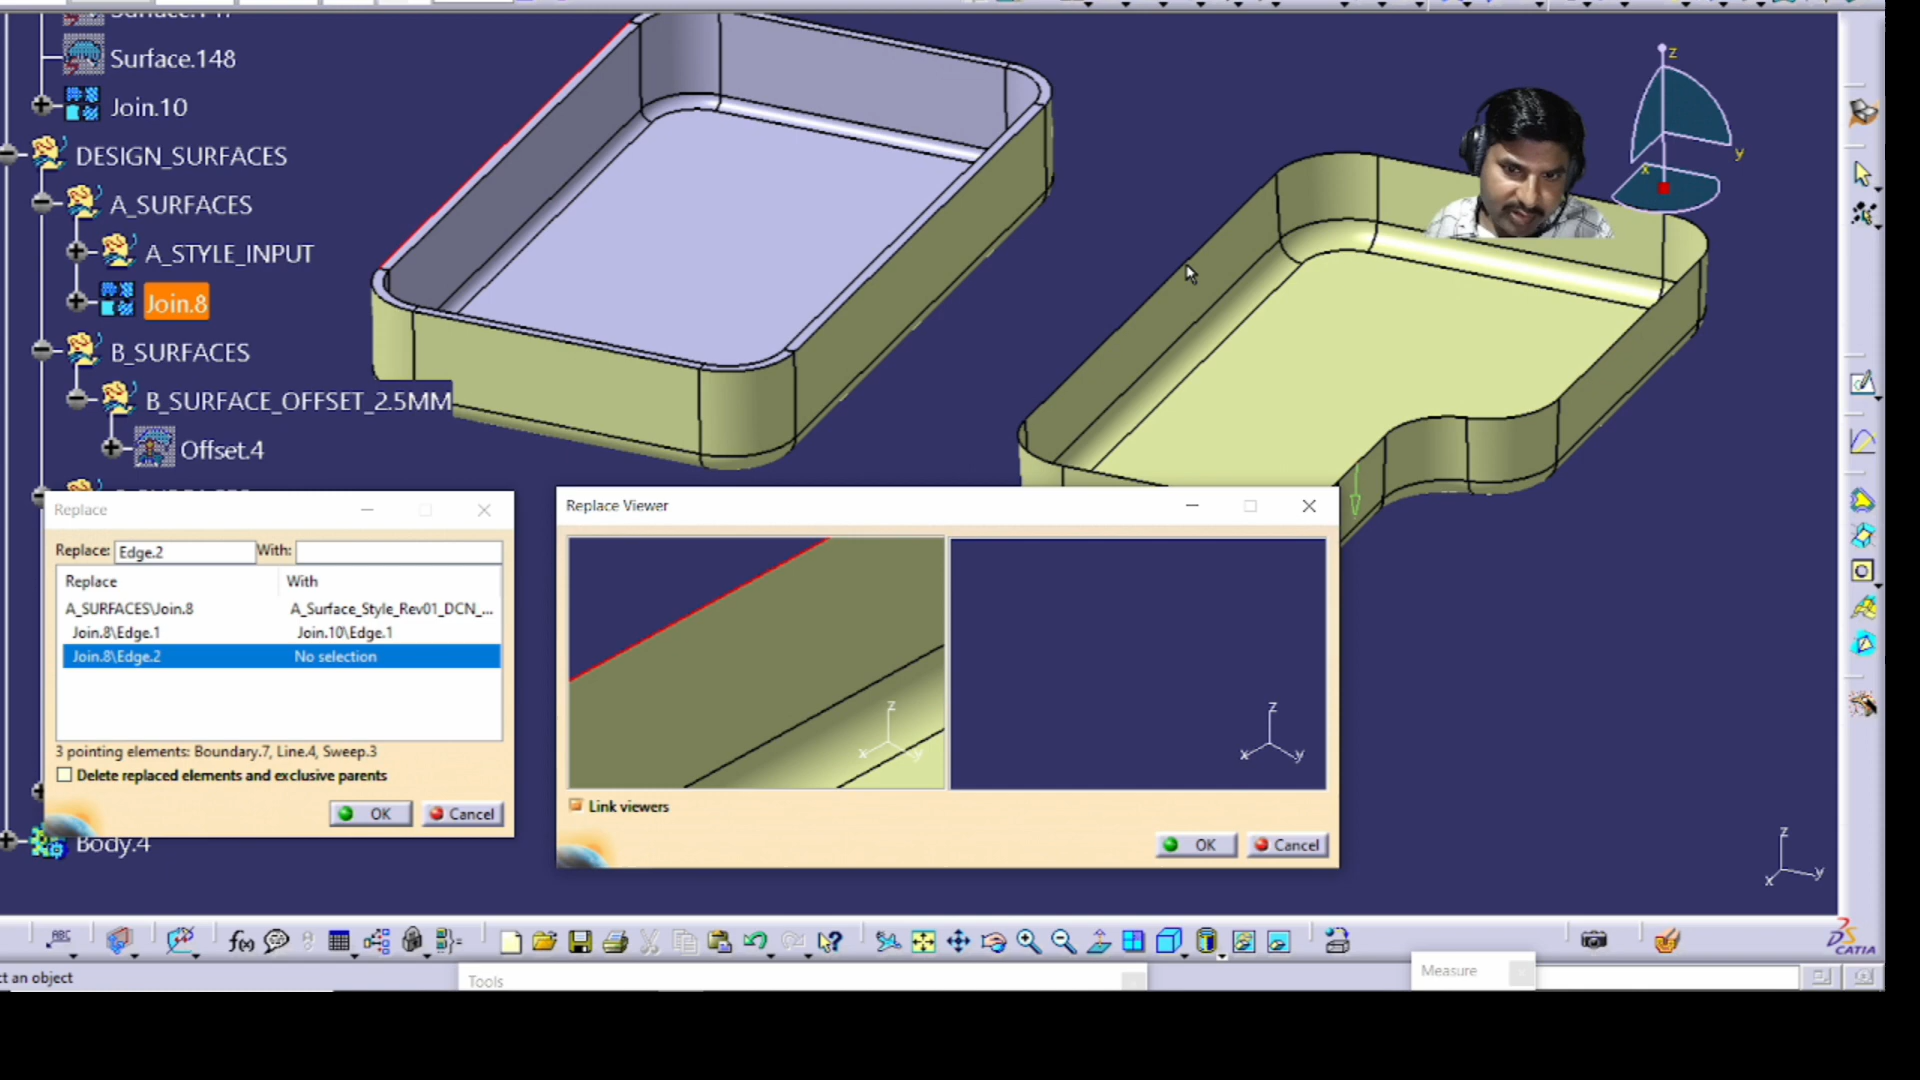 Surface.148
Join.10
DESIGN_SURFACES
A_SURFACES
A_STYLE_INPUT
Join.8
B_SURFACES
B_SURFACE_OFFSET_2.5MM
Offset.4
Body.4
z
y
x
Replace
Replace: Edge.2 With:
Replace With
A_SURFACES\Join.8 A_Surface_Style_Rev01_DCN_...
Join.8\Edge.1 Join.10\Edge.1
Join.8\Edge.2 No selection
3 pointing elements: Boundary.7, Line.4, Sweep.3
Delete replaced elements and exclusive parents
OK Cancel
Replace Viewer
z
x y
z
x y
Link viewers
OK Cancel
z
x y
ABC
f(x)
CATIA
ct an object
Tools
Measure